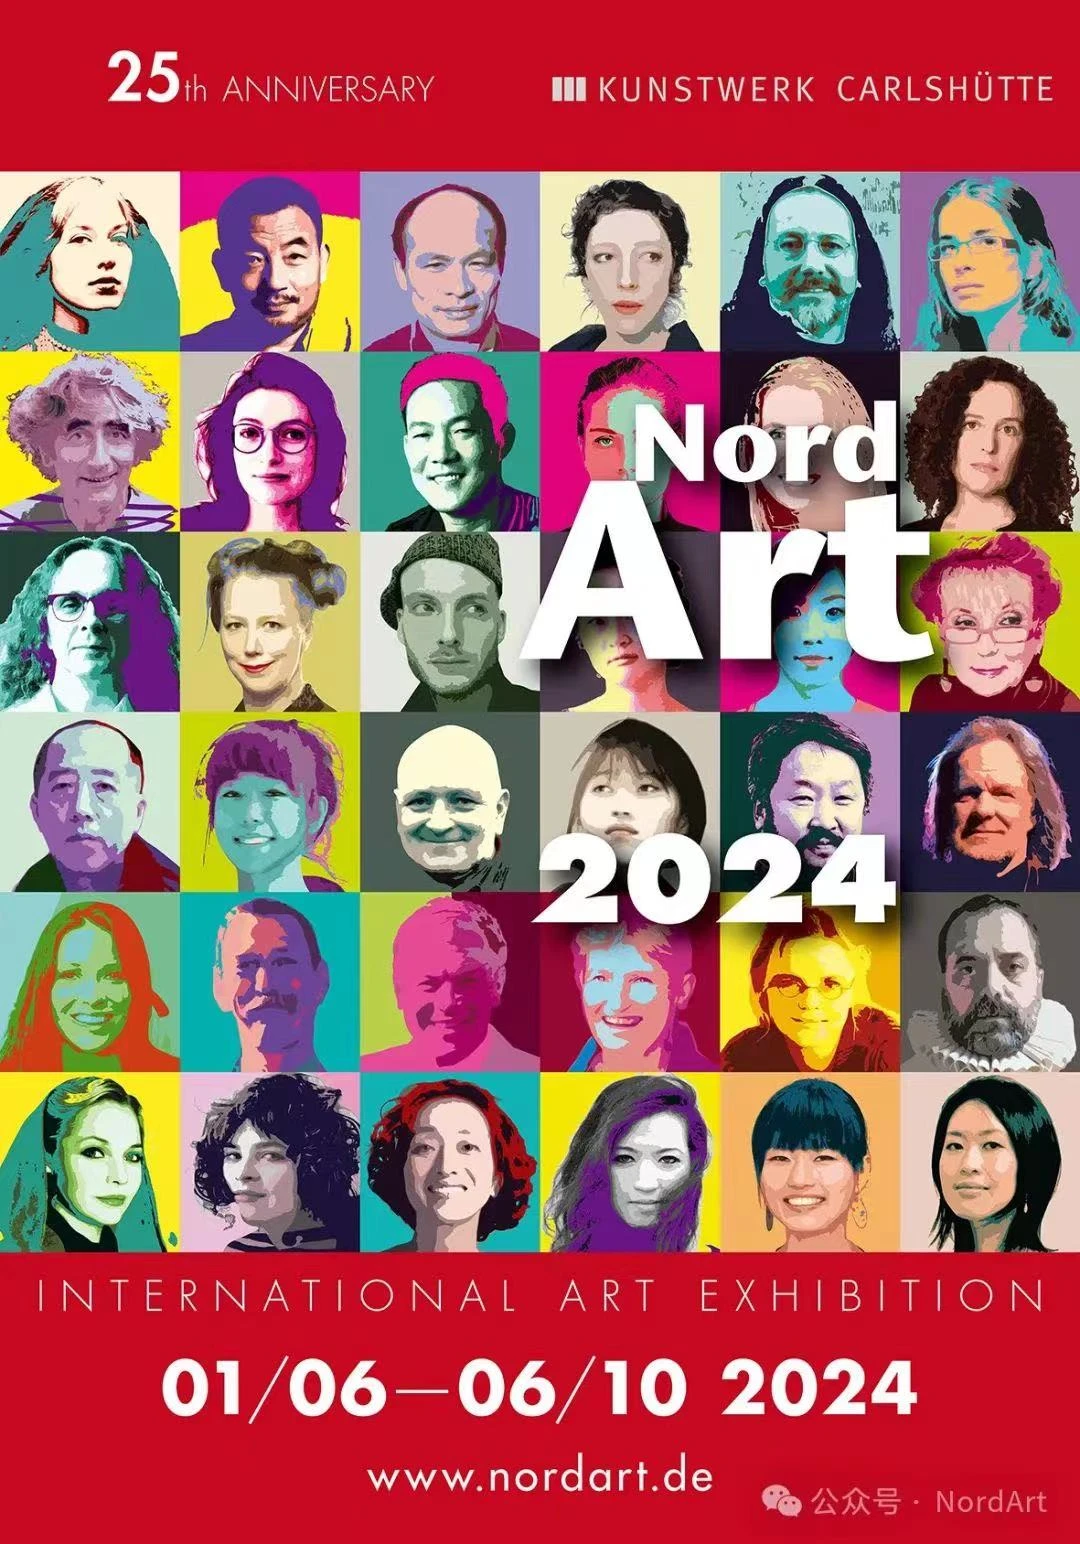 25th ANNIVERSARY
KUNSTWERK CARLSHÜTTE
Nord
Art
2024
INTERNATIONAL ART EXHIBITION
01/06—06/10 2024
www.nordart.de
公众号 · NordArt